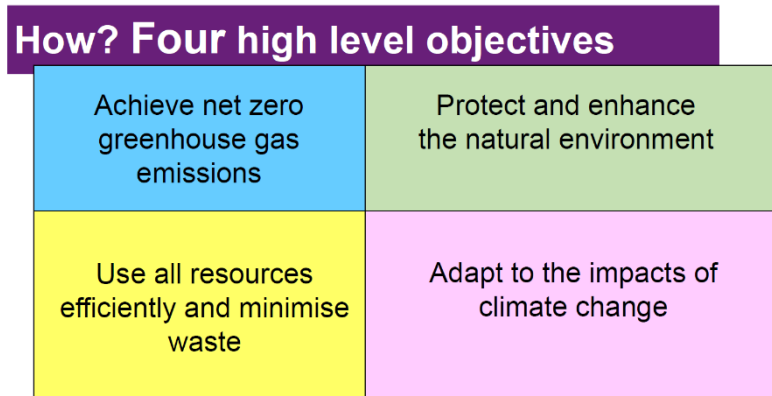 How? Four high level objectives
Achieve net zero
greenhouse gas
emissions
Protect and enhance
the natural environment
Use all resources
efficiently and minimise
waste
Adapt to the impacts of
climate change